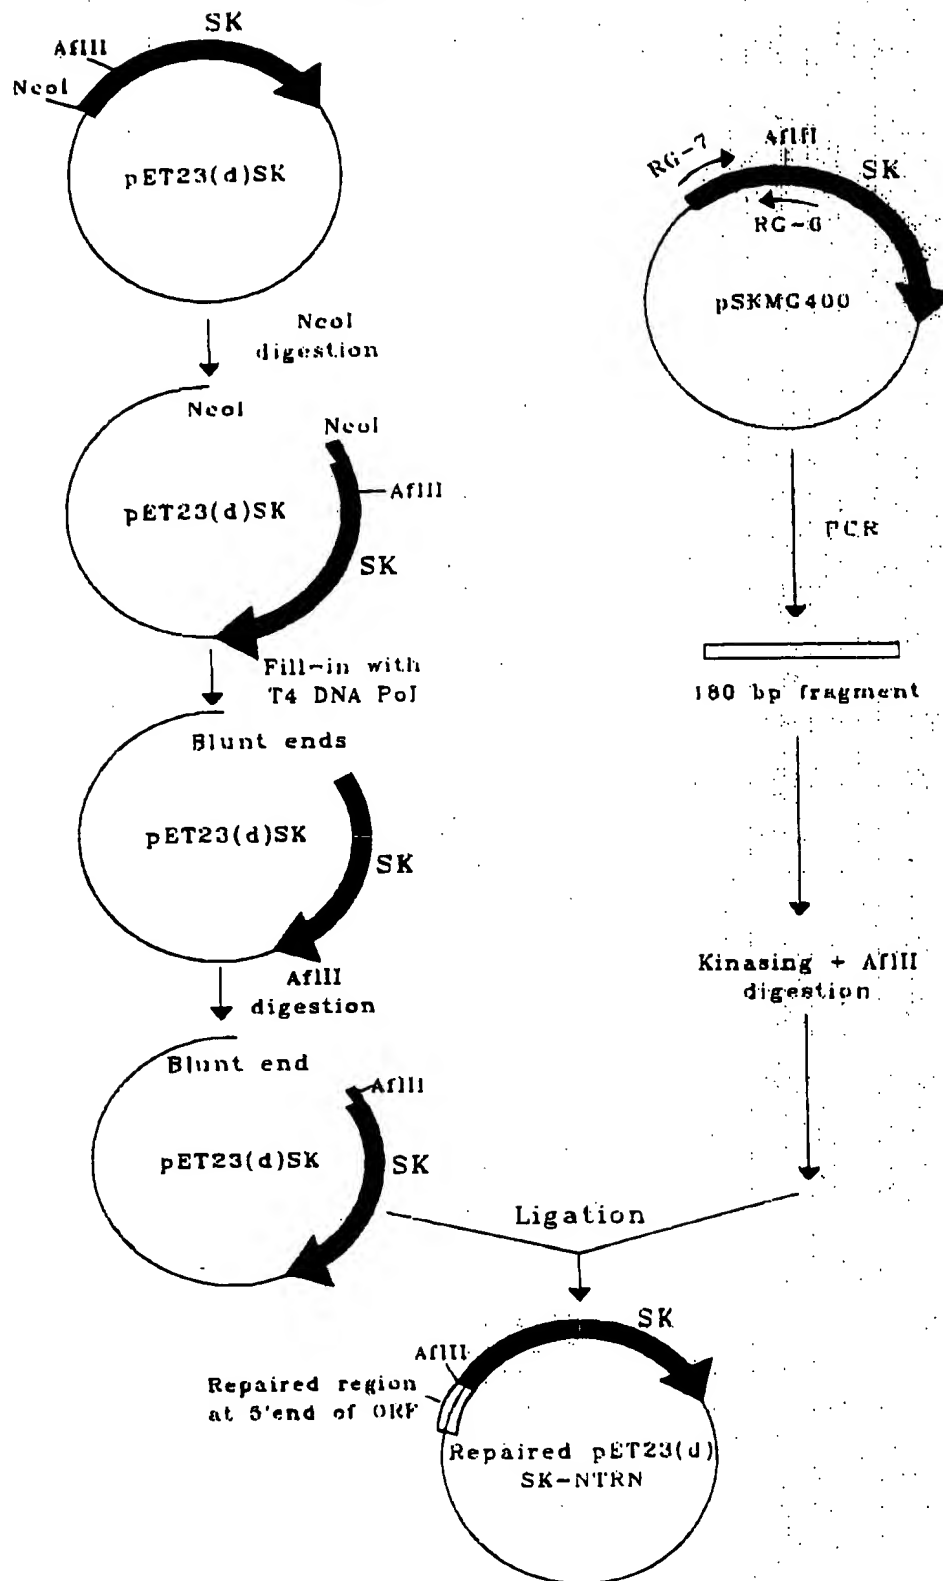 SK
AflII
NcoI
pET23(d)SK
NcoI
digestion
NcoI
NcoI
AflII
pET23(d)SK
SK
Fill-in with
T4 DNA Pol
Blunt ends
pET23(d)SK
SK
AflII
digestion
Blunt end
AflII
pET23(d)SK
SK
RG-7
AflII
SK
RG-6
pSKMG400
PCR
180 bp fragment
Kinasing + AflII
digestion
Ligation
SK
AflII
Repaired region
at 5'end of ORF
Repaired pET23(d)
SK-NTRN